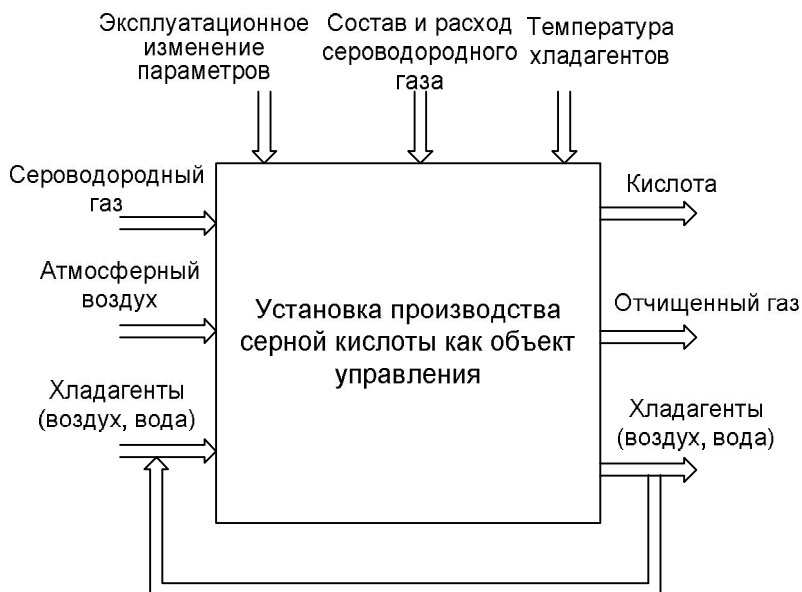 Эксплуатационное
изменение
параметров
Состав и расход
сероводородного
газа
Температура
хладагентов
Сероводородный
газ
Атмосферный
воздух
Хладагенты
(воздух, вода)
Установка производства
серной кислоты как объект
управления
Кислота
Отчищенный газ
Хладагенты
(воздух, вода)